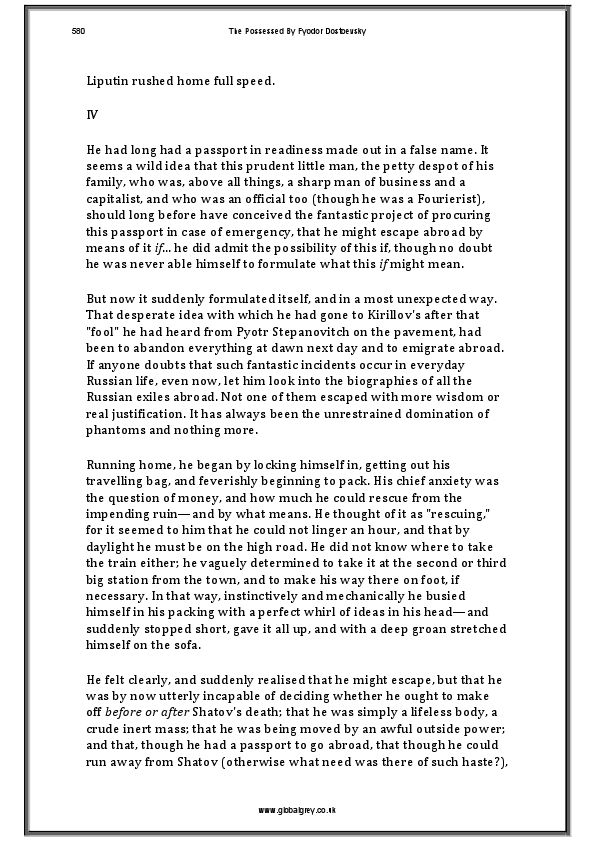 580
The Possessed By Fyodor Dostoevsky
Liputin rushed home full speed.
IV
He had long had a passport in readiness made out in a false name. It
seems a wild idea that this prudent little man, the petty despot of his
family, who was, above all things, a sharp man of business and a
capitalist, and who was an official too (though he was a Fourierist),
should long before have conceived the fantastic project of procuring
this passport in case of emergency, that he might escape abroad by
means of it if... he did admit the possibility of this if, though no doubt
he was never able himself to formulate what this if might mean.
But now it suddenly formulated itself, and in a most unexpected way.
That desperate idea with which he had gone to Kirillov's after that
"fool" he had heard from Pyotr Stepanovitch on the pavement, had
been to abandon everything at dawn next day and to emigrate abroad.
If anyone doubts that such fantastic incidents occur in everyday
Russian life, even now, let him look into the biographies of all the
Russian exiles abroad. Not one of them escaped with more wisdom or
real justification. It has always been the unrestrained domination of
phantoms and nothing more.
Running home, he began by locking himself in, getting out his
travelling bag, and feverishly beginning to pack. His chief anxiety was
the question of money, and how much he could rescue from the
impending ruin—and by what means. He thought of it as "rescuing,"
for it seemed to him that he could not linger an hour, and that by
daylight he must be on the high road. He did not know where to take
the train either; he vaguely determined to take it at the second or third
big station from the town, and to make his way there on foot, if
necessary. In that way, instinctively and mechanically he busied
himself in his packing with a perfect whirl of ideas in his head—and
suddenly stopped short, gave it all up, and with a deep groan stretched
himself on the sofa.
He felt clearly, and suddenly realised that he might escape, but that he
was by now utterly incapable of deciding whether he ought to make
off before or after Shatov's death; that he was simply a lifeless body, a
crude inert mass; that he was being moved by an awful outside power;
and that, though he had a passport to go abroad, that though he could
run away from Shatov (otherwise what need was there of such haste?),
www.globalgrey.co.uk